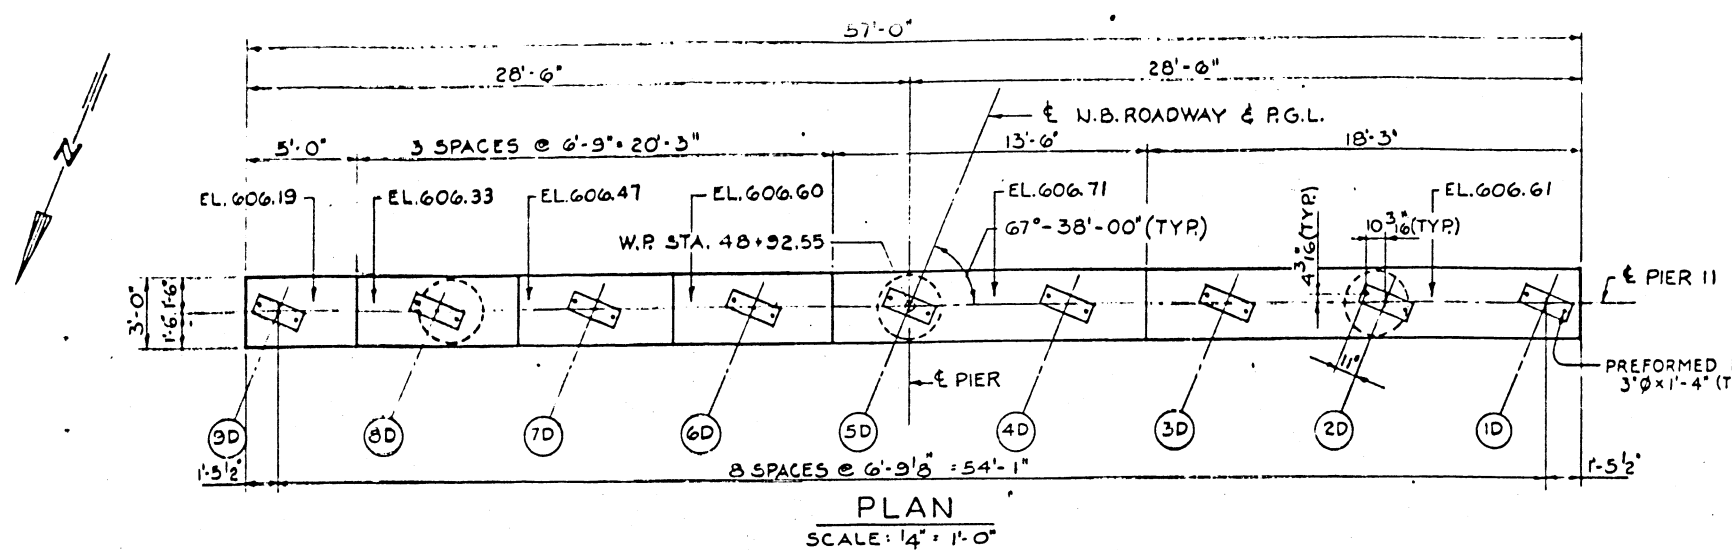 57'-0"
28'-6"
28'-6"
℄ N.B. ROADWAY & P.G.L.
5'-0"
3 SPACES @ 6'-9" = 20'-3"
13'-6"
18'-3"
N
EL.606.19
EL.606.33
EL.606.47
EL.606.60
EL.606.71
EL.606.61
W.P. STA. 48+92.55
67°-38'-00" (TYP.)
4 3/16" (TYP.)
10 3/16" (TYP.)
3'-0"
1'-6"
1'-6"
℄ PIER 11
11"
℄ PIER
PREFORMED
3"Ø x 1'-4" (T
9D
8D
7D
6D
5D
4D
3D
2D
1D
1'-5 1/2"
8 SPACES @ 6'-9 1/8" = 54'-1"
1'-5 1/2"
PLAN
SCALE: 1/4" = 1'-0"